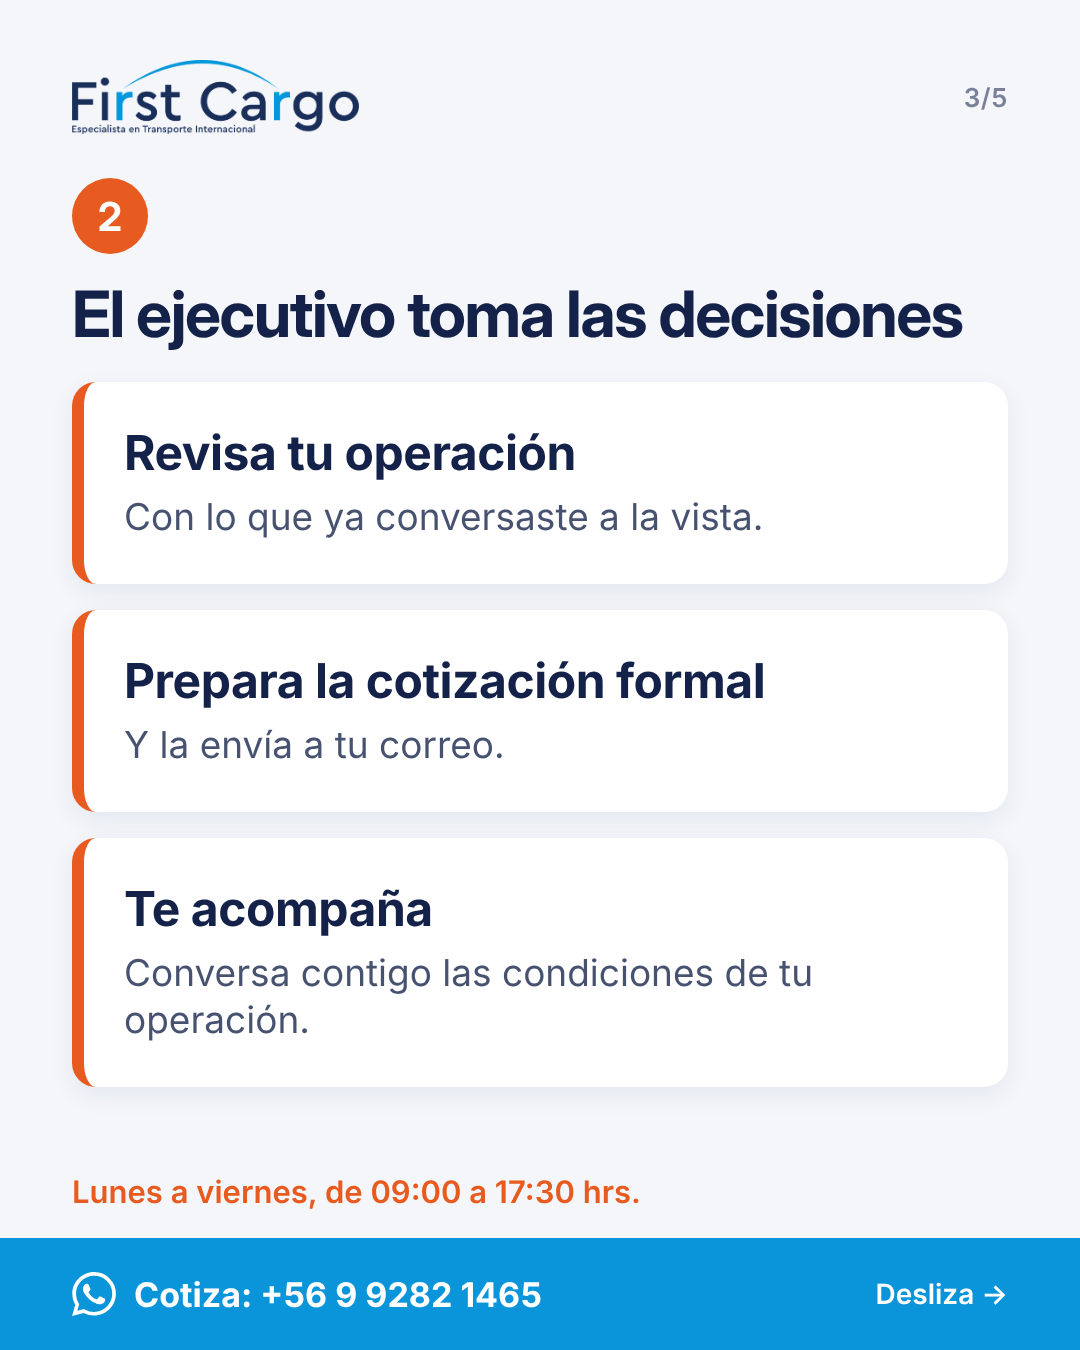 First Cargo
Especialista en Transporte Internacional
3/5
2
El ejecutivo toma las decisiones
Revisa tu operación
Con lo que ya conversaste a la vista.
Prepara la cotización formal
Y la envía a tu correo.
Te acompaña
Conversa contigo las condiciones de tu
operación.
Lunes a viernes, de 09:00 a 17:30 hrs.
Cotiza: +56 9 9282 1465
Desliza →